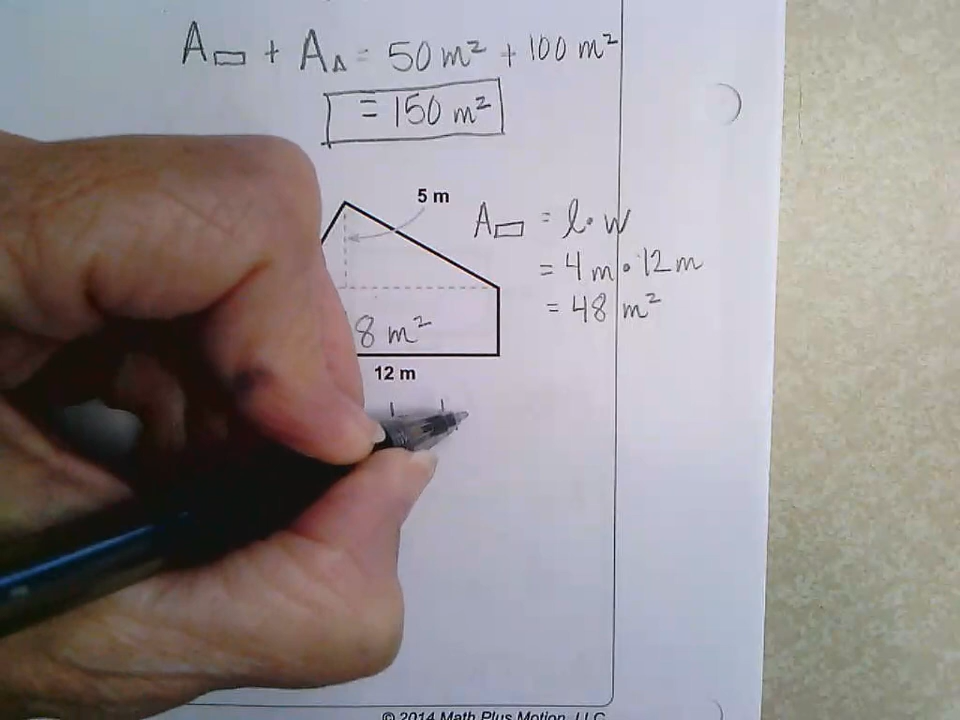 A▭ + A△ = 50 m² + 100 m²
= 150 m²
5 m
A▭ = l · w
= 4 m · 12 m
= 48 m²
8 m²
12 m
© 2014 Math Plus Motion, LLC